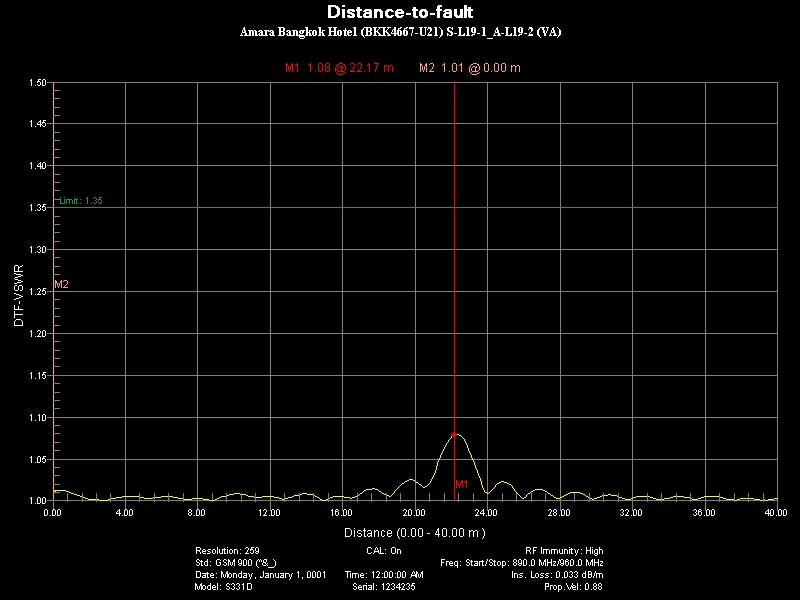 Distance-to-fault
Amara Bangkok Hotel (BKK4667-U21) S-L19-1_A-L19-2 (VA)
M1 1.08 @ 22.17 m M2 1.01 @ 0.00 m
1.50
1.45
1.40
Limit: 1.35
1.35
1.30
M2
1.25
DTF-VSWR
1.20
1.15
1.10
1.05
M1
1.00
0.00 4.00 8.00 12.00 16.00 20.00 24.00 28.00 32.00 36.00 40.00
Distance (0.00 - 40.00 m )
Resolution: 259 CAL: On RF Immunity: High
Std: GSM 900 (°&_) Freq: Start/Stop: 890.0 MHz/960.0 MHz
Date: Monday, January 1, 0001 Time: 12:00:00 AM Ins. Loss: 0.033 dB/m
Model: S331D Serial: 1234235 Prop.Vel: 0.88